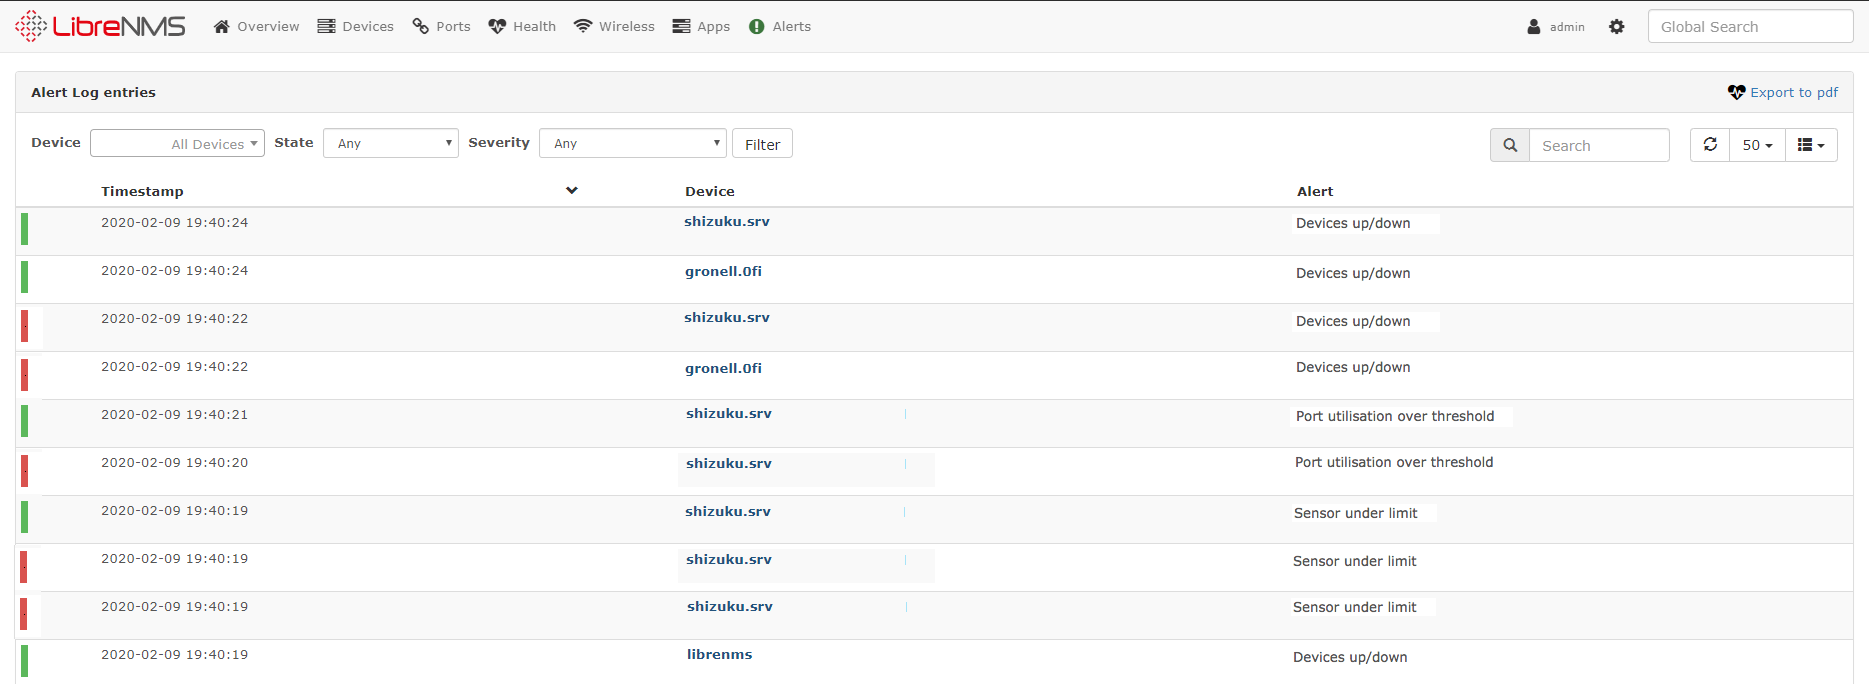 LibreNMS Overview Devices Ports Health Wireless Apps Alerts admin Global Search
Alert Log entries Export to pdf
Device All Devices State Any Severity Any Filter Search 50
Timestamp Device Alert
2020-02-09 19:40:24 shizuku.srv Devices up/down
2020-02-09 19:40:24 gronell.0fi Devices up/down
2020-02-09 19:40:22 shizuku.srv Devices up/down
2020-02-09 19:40:22 gronell.0fi Devices up/down
2020-02-09 19:40:21 shizuku.srv Port utilisation over threshold
2020-02-09 19:40:20 shizuku.srv Port utilisation over threshold
2020-02-09 19:40:19 shizuku.srv Sensor under limit
2020-02-09 19:40:19 shizuku.srv Sensor under limit
2020-02-09 19:40:19 shizuku.srv Sensor under limit
2020-02-09 19:40:19 librenms Devices up/down